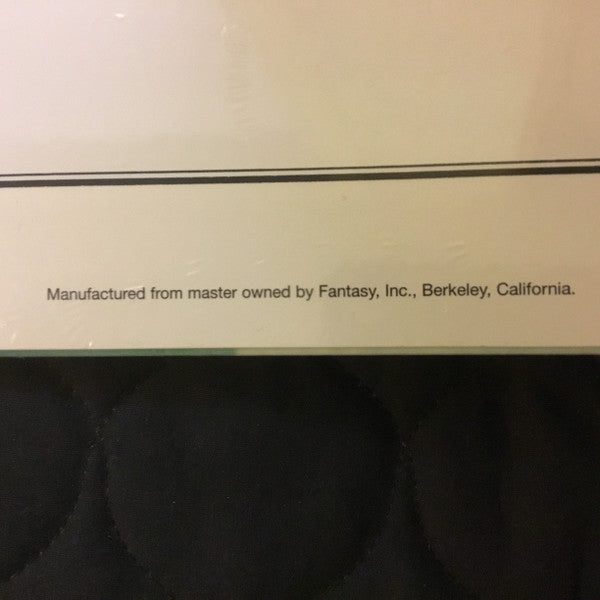 Manufactured from master owned by Fantasy, Inc., Berkeley, California.